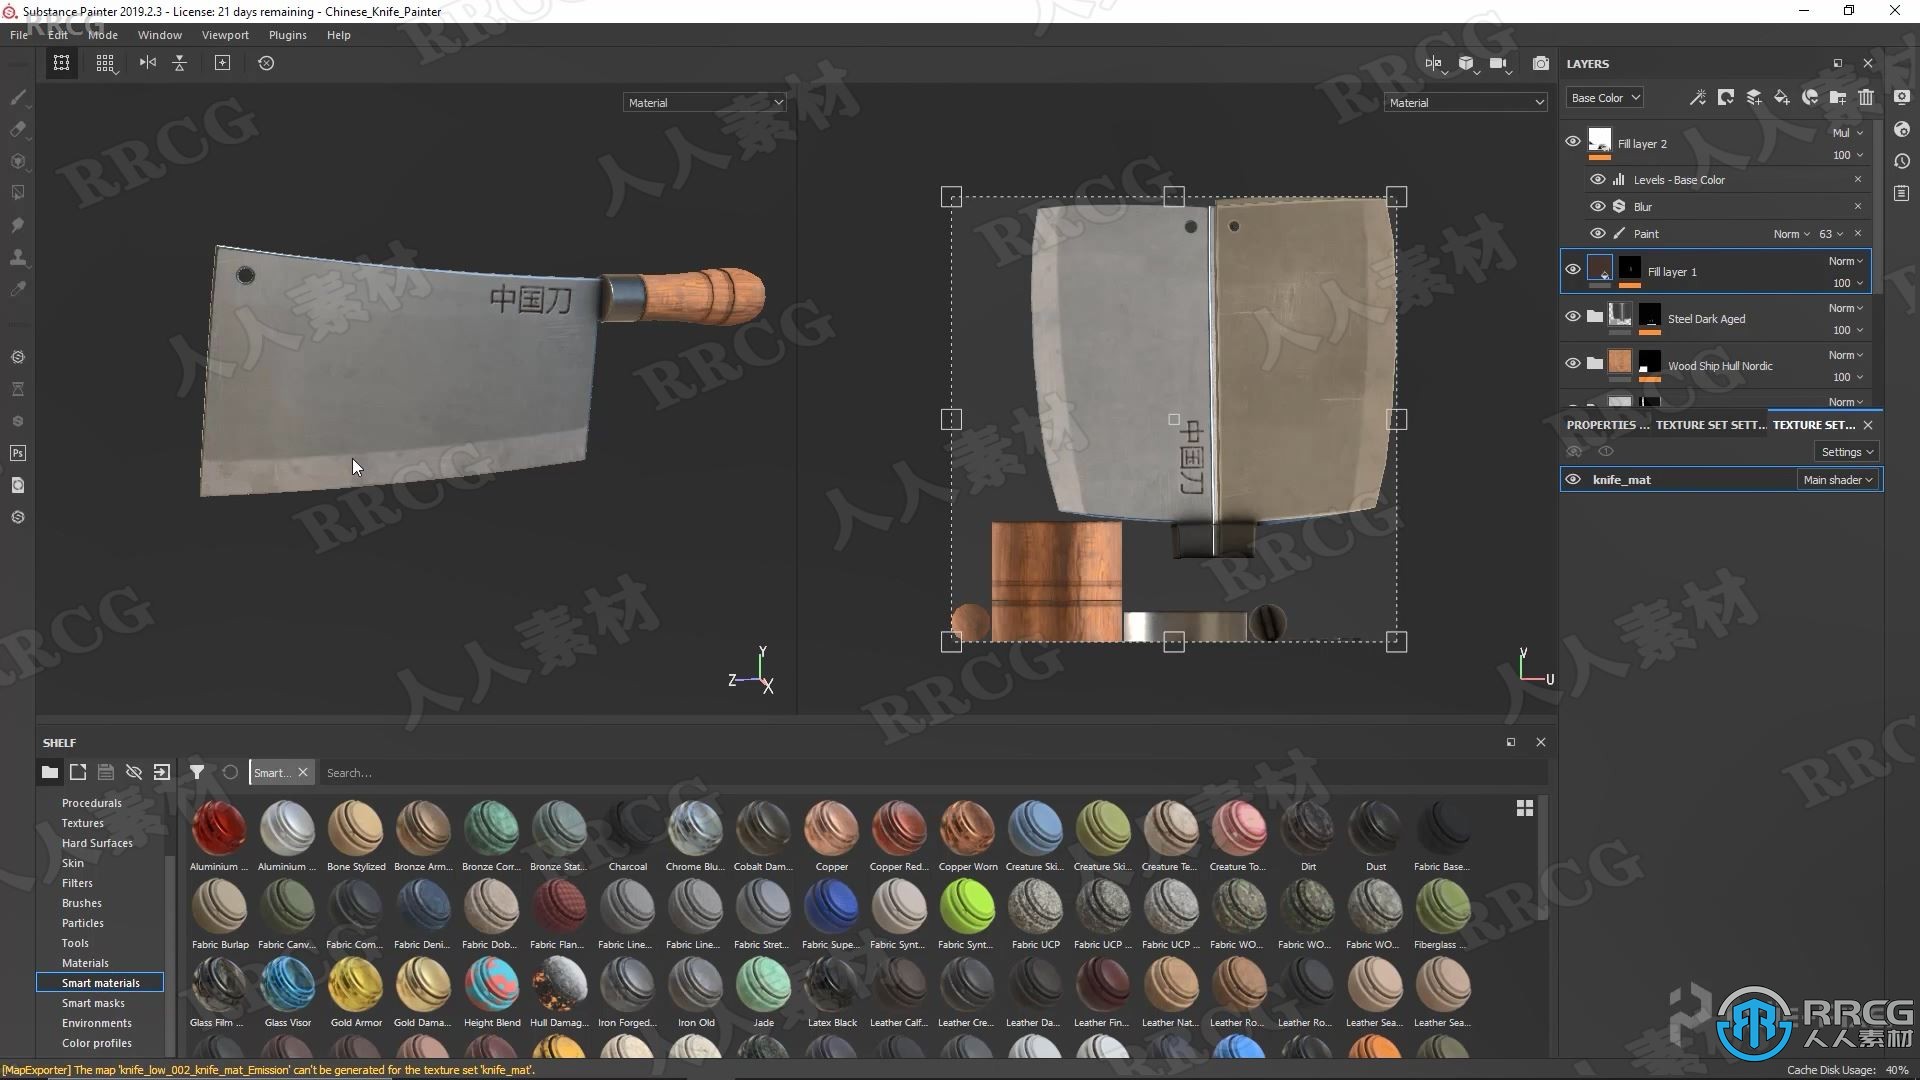 Substance Painter 2019.2.3 - License: 21 days remaining - Chinese_Knife_Painter
File Edit Mode Window Viewport Plugins Help
Material
Material
中国刀
中国刀
Y
Z
X
V
U
LAYERS
Base Color
Fill layer 2
Mul
100
Levels - Base Color
Blur
Paint Norm 63
Fill layer 1
Norm
100
Steel Dark Aged
Norm
100
Wood Ship Hull Nordic
Norm
100
Norm
PROPERTIES ... TEXTURE SET SETT... TEXTURE SET...
Settings
knife_mat Main shader
SHELF
Smart... Search...
Procedurals
Textures
Hard Surfaces
Skin
Filters
Brushes
Particles
Tools
Materials
Smart materials
Smart masks
Environments
Color profiles
Aluminium ... Aluminium ... Bone Stylized Bronze Arm... Bronze Corr... Bronze Stat... Charcoal Chrome Blu... Cobalt Dam... Copper Copper Red... Copper Worn Creature Ski... Creature Ski... Creature Te... Creature To... Dirt Dust Fabric Base...
Fabric Burlap Fabric Canv... Fabric Com... Fabric Deni... Fabric Dob... Fabric Flan... Fabric Line... Fabric Line... Fabric Stret... Fabric Supe... Fabric Synt... Fabric Synt... Fabric UCP Fabric UCP ... Fabric UCP ... Fabric WO... Fabric WO... Fabric WO... Fiberglass ...
Glass Film ... Glass Visor Gold Armor Gold Dama... Height Blend Hull Damag... Iron Forged... Iron Old Jade Latex Black Leather Calf... Leather Cre... Leather Da... Leather Fin... Leather Nat... Leather Ro... Leather Ro... Leather Sea... Leather Sea...
[MapExporter] The map 'knife_low_002_knife_mat_Emission' can't be generated for the texture set 'knife_mat'.
Cache Disk Usage: 40%
Ps
RRCG
人人素材